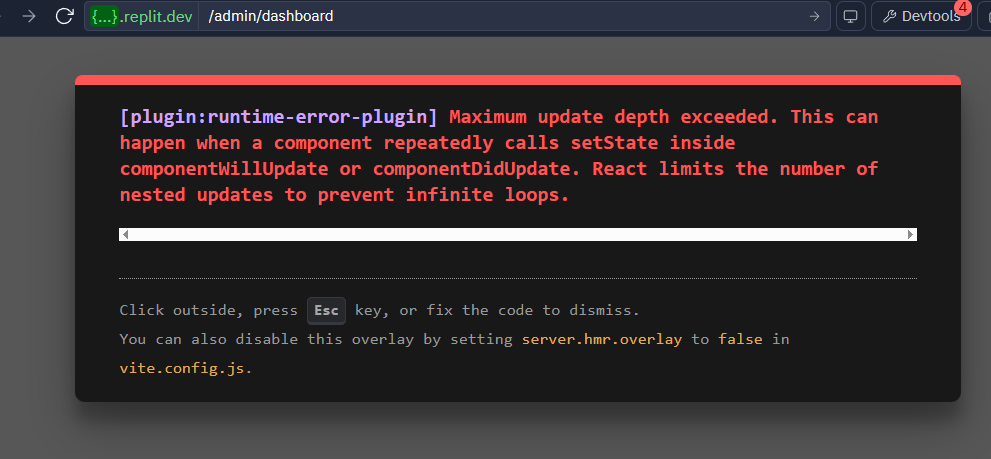 {...}.replit.dev /admin/dashboard Devtools 4
[plugin:runtime-error-plugin] Maximum update depth exceeded. This can
happen when a component repeatedly calls setState inside
componentWillUpdate or componentDidUpdate. React limits the number of
nested updates to prevent infinite loops.
Click outside, press Esc key, or fix the code to dismiss.
You can also disable this overlay by setting server.hmr.overlay to false in
vite.config.js.